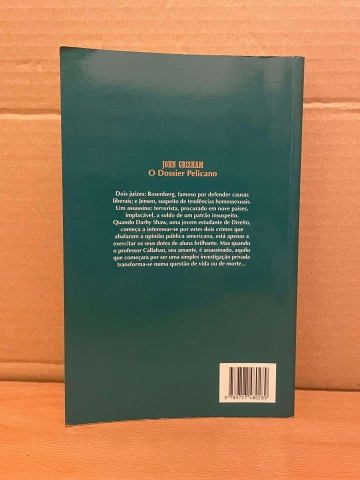 JOHN GRISHAM
O Dossier Pelicano
Dois juízes: Rosenberg, famoso por defender causas
liberais; e Jensen, suspeito de tendências homossexuais.
Um assassino: terrorista, procurado em nove países,
implacável, a soldo de um patrão insuspeito.
Quando Darby Shaw, uma jovem estudante de Direito,
começa a interessar-se por estes dois crimes que
abalaram a opinião pública americana, está apenas a
exercitar os seus dotes de aluna brilhante. Mas quando
o professor Callahan, seu amante, é assassinado, aquilo
que começara por ser uma simples investigação privada
transforma-se numa questão de vida ou de morte...
9 789727 480289